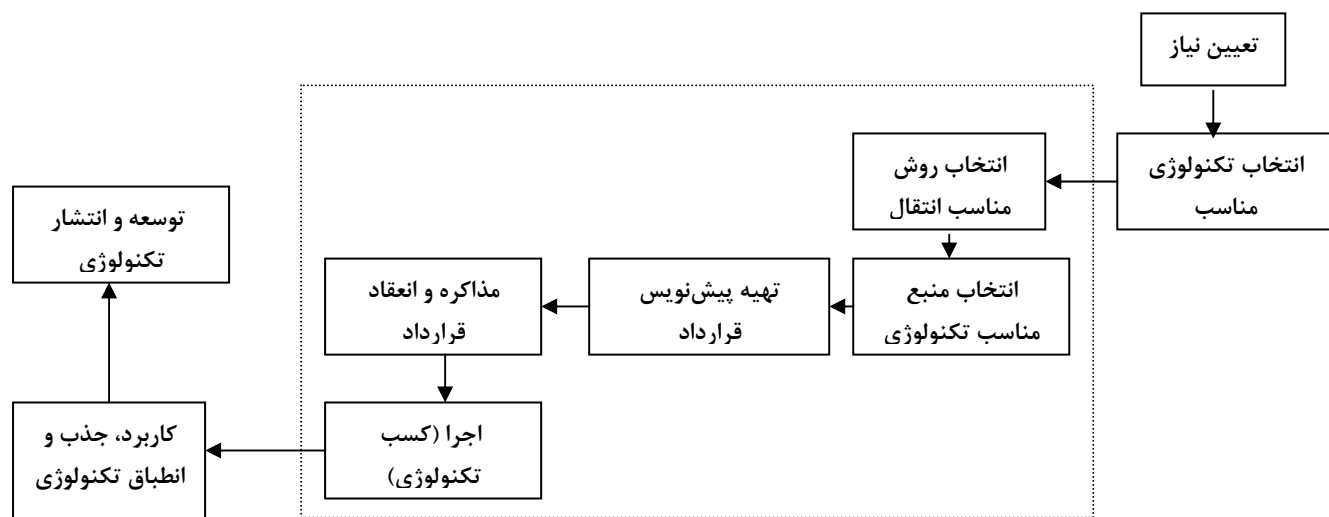 تعیین نیاز
انتخاب تکنولوژی
مناسب
انتخاب روش
مناسب انتقال
انتخاب منبع
مناسب تکنولوژی
تهیه پیش‌نویس
قرارداد
مذاکره و انعقاد
قرارداد
اجرا (کسب
تکنولوژی)
کاربرد، جذب و
انطباق تکنولوژی
توسعه و انتشار
تکنولوژی